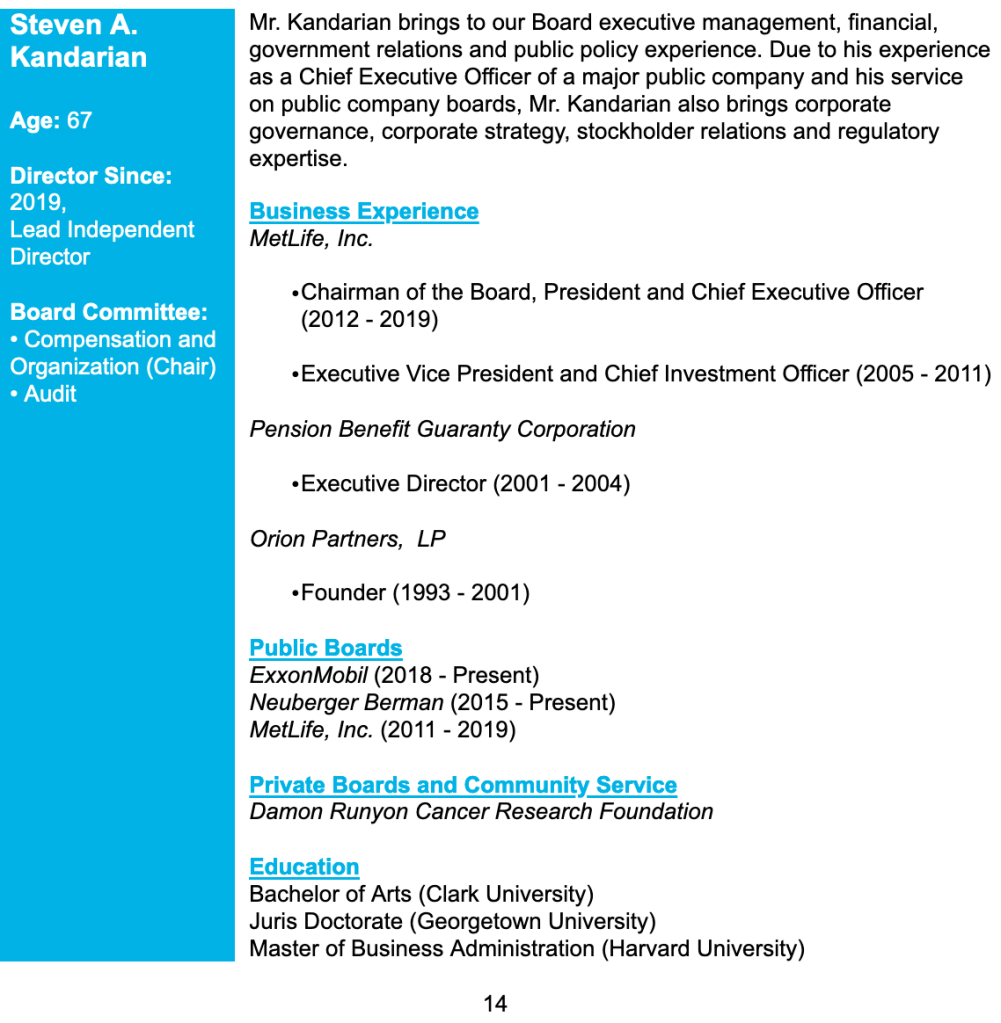 Steven A.
Kandarian
Age: 67
Director Since:
2019,
Lead Independent
Director
Board Committee:
• Compensation and
Organization (Chair)
• Audit
Mr. Kandarian brings to our Board executive management, financial,
government relations and public policy experience. Due to his experience
as a Chief Executive Officer of a major public company and his service
on public company boards, Mr. Kandarian also brings corporate
governance, corporate strategy, stockholder relations and regulatory
expertise.
Business Experience
MetLife, Inc.
•Chairman of the Board, President and Chief Executive Officer
(2012 - 2019)
•Executive Vice President and Chief Investment Officer (2005 - 2011)
Pension Benefit Guaranty Corporation
•Executive Director (2001 - 2004)
Orion Partners,  LP
•Founder (1993 - 2001)
Public Boards
ExxonMobil (2018 - Present)
Neuberger Berman (2015 - Present)
MetLife, Inc. (2011 - 2019)
Private Boards and Community Service
Damon Runyon Cancer Research Foundation
Education
Bachelor of Arts (Clark University)
Juris Doctorate (Georgetown University)
Master of Business Administration (Harvard University)
14